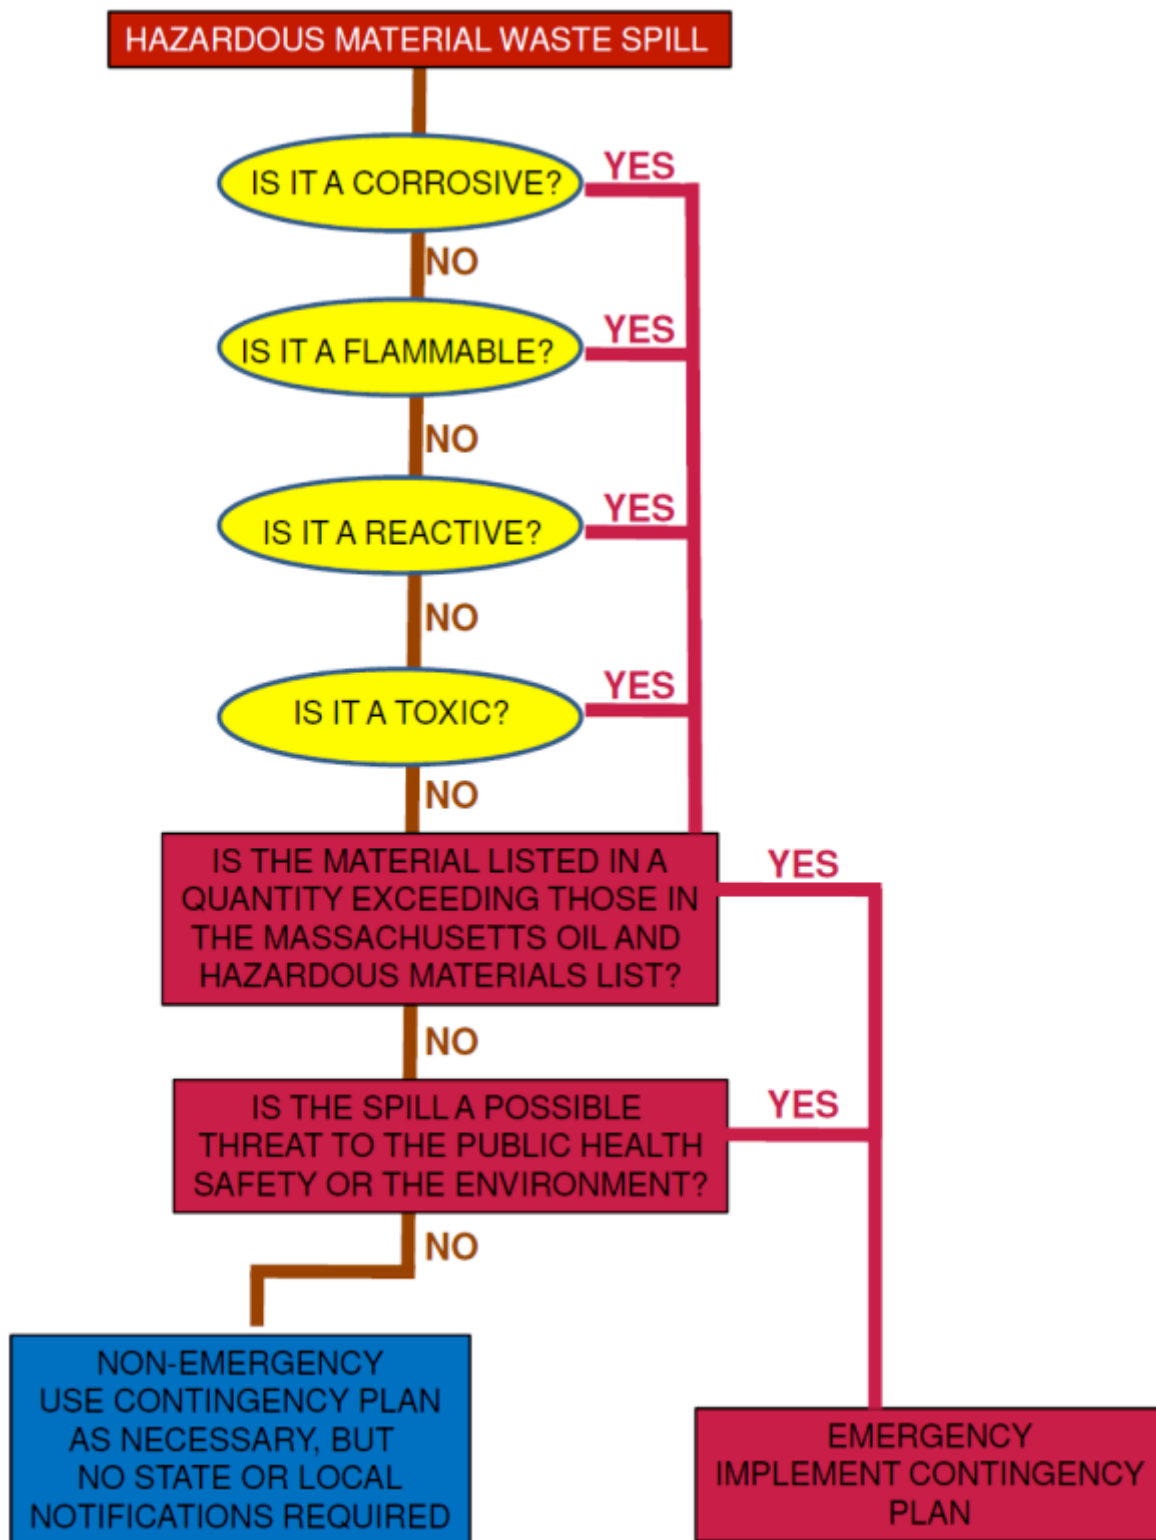 HAZARDOUS MATERIAL WASTE SPILL
IS IT A CORROSIVE?
YES
NO
IS IT A FLAMMABLE?
YES
NO
IS IT A REACTIVE?
YES
NO
IS IT A TOXIC?
YES
NO
IS THE MATERIAL LISTED IN A
QUANTITY EXCEEDING THOSE IN
THE MASSACHUSETTS OIL AND
HAZARDOUS MATERIALS LIST?
YES
NO
IS THE SPILL A POSSIBLE
THREAT TO THE PUBLIC HEALTH
SAFETY OR THE ENVIRONMENT?
YES
NO
NON-EMERGENCY
USE CONTINGENCY PLAN
AS NECESSARY, BUT
NO STATE OR LOCAL
NOTIFICATIONS REQUIRED
EMERGENCY
IMPLEMENT CONTINGENCY
PLAN